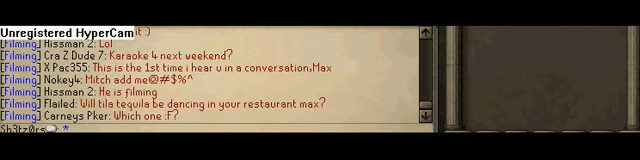 Unregistered HyperCam it :)
[Filming] Hissman 2: Lol
[Filming] Cra Z Dude 7: Karaoke 4 next weekend?
[Filming] X Pac355: This is the 1st time i hear u in a conversation,Max
[Filming] Nokey4: Mitch add me@#$%^
[Filming] Hissman 2: He is filming
[Filming] Flailed: Will tila tequila be dancing in your restaurant max?
[Filming] Carneys Pker: Which one :F?
Sh3tz0rs: *